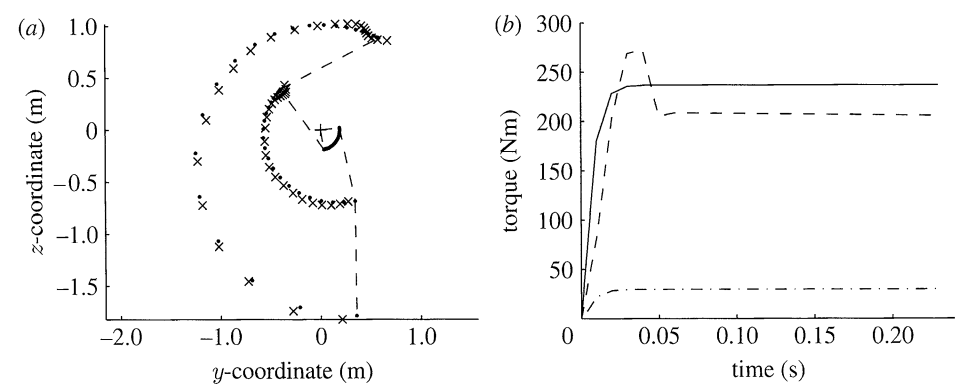 (a)
1.0
0.5
0
−0.5
−1.0
−1.5
z-coordinate (m)
−2.0 −1.0 0 1.0
y-coordinate (m)
(b)
300
250
200
150
100
50
torque (Nm)
0 0.05 0.10 0.15 0.20
time (s)